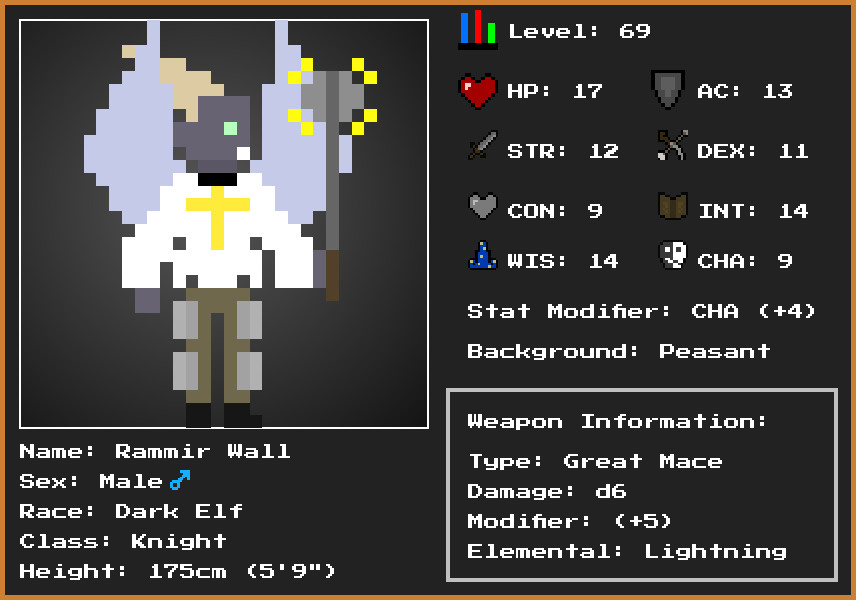 Level: 69
HP: 17 AC: 13
STR: 12 DEX: 11
CON: 9 INT: 14
WIS: 14 CHA: 9
Stat Modifier: CHA (+4)
Background: Peasant
Weapon Information:
Type: Great Mace
Damage: d6
Modifier: (+5)
Elemental: Lightning
Name: Rammir Wall
Sex: Male♂
Race: Dark Elf
Class: Knight
Height: 175cm (5'9")